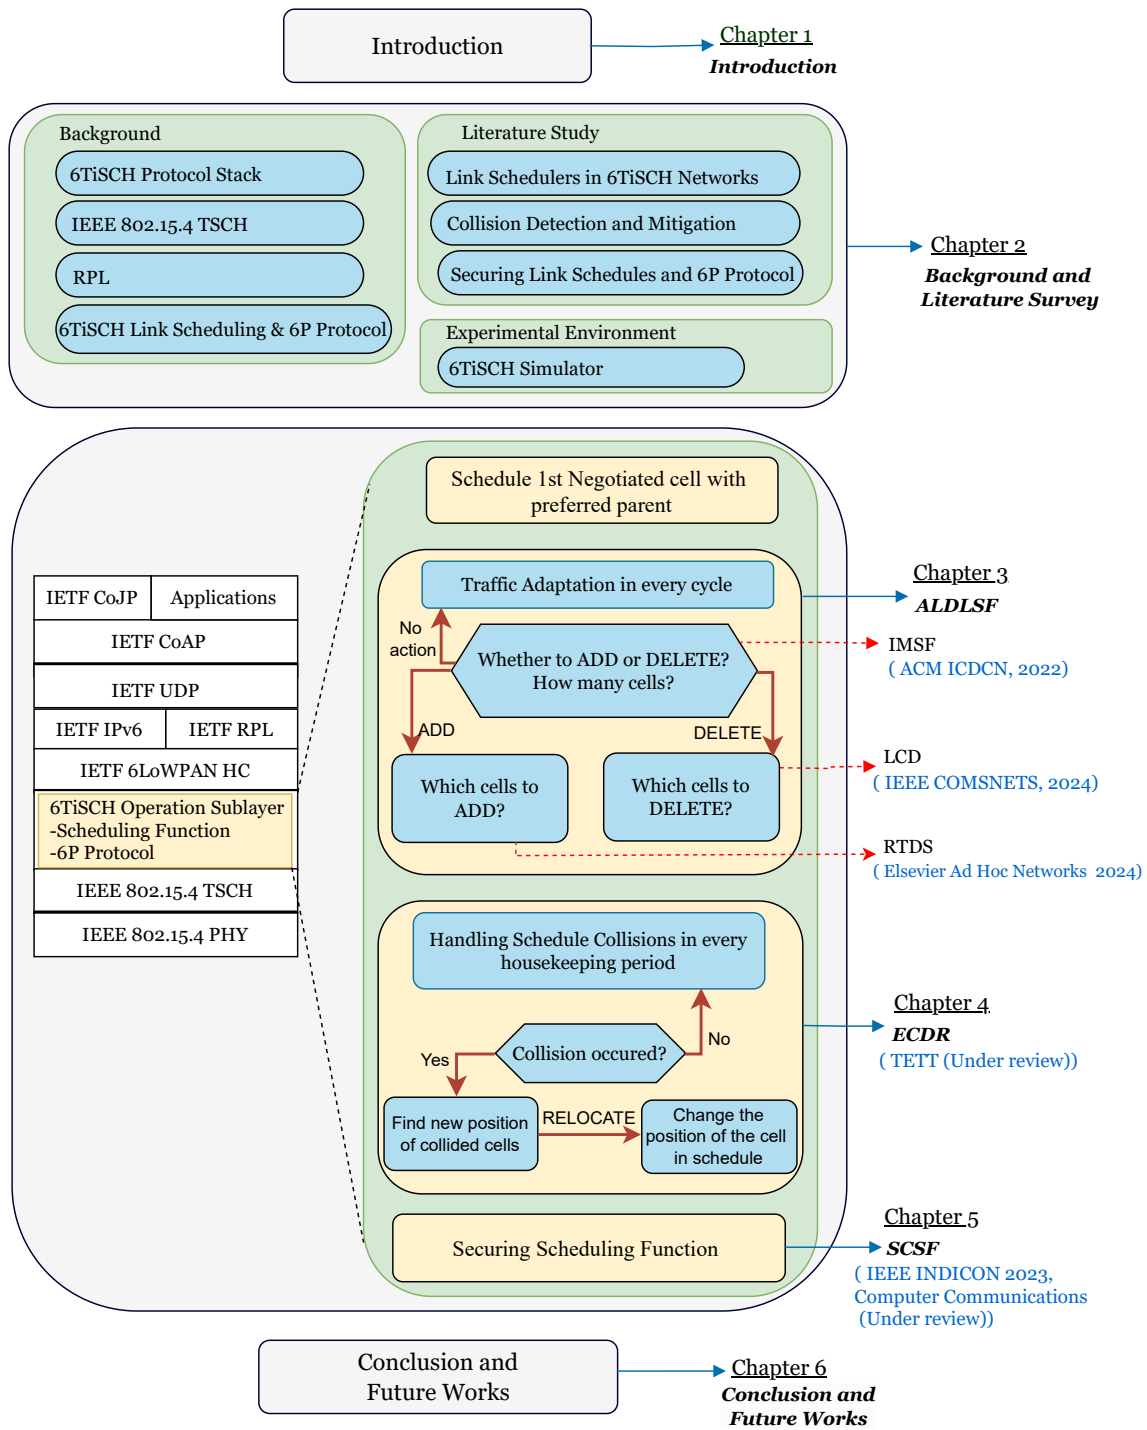 Introduction
Chapter 1
Introduction
Background
6TiSCH Protocol Stack
IEEE 802.15.4 TSCH
RPL
6TiSCH Link Scheduling & 6P Protocol
Literature Study
Link Schedulers in 6TiSCH Networks
Collision Detection and Mitigation
Securing Link Schedules and 6P Protocol
Experimental Environment
6TiSCH Simulator
Chapter 2
Background and
Literature Survey
IETF CoJP
Applications
IETF CoAP
IETF UDP
IETF IPv6
IETF RPL
IETF 6LoWPAN HC
6TiSCH Operation Sublayer
-Scheduling Function
-6P Protocol
IEEE 802.15.4 TSCH
IEEE 802.15.4 PHY
Schedule 1st Negotiated cell with
preferred parent
Traffic Adaptation in every cycle
No
action
Whether to ADD or DELETE?
How many cells?
ADD
DELETE
Which cells to
ADD?
Which cells to
DELETE?
Chapter 3
ALDLSF
IMSF
( ACM ICDCN, 2022)
LCD
( IEEE COMSNETS, 2024)
RTDS
( Elsevier Ad Hoc Networks 2024)
Handling Schedule Collisions in every
housekeeping period
Collision occured?
Yes
No
Find new position
of collided cells
RELOCATE
Change the
position of the cell
in schedule
Chapter 4
ECDR
( TETT (Under review))
Securing Scheduling Function
Chapter 5
SCSF
( IEEE INDICON 2023,
Computer Communications
(Under review))
Conclusion and
Future Works
Chapter 6
Conclusion and
Future Works